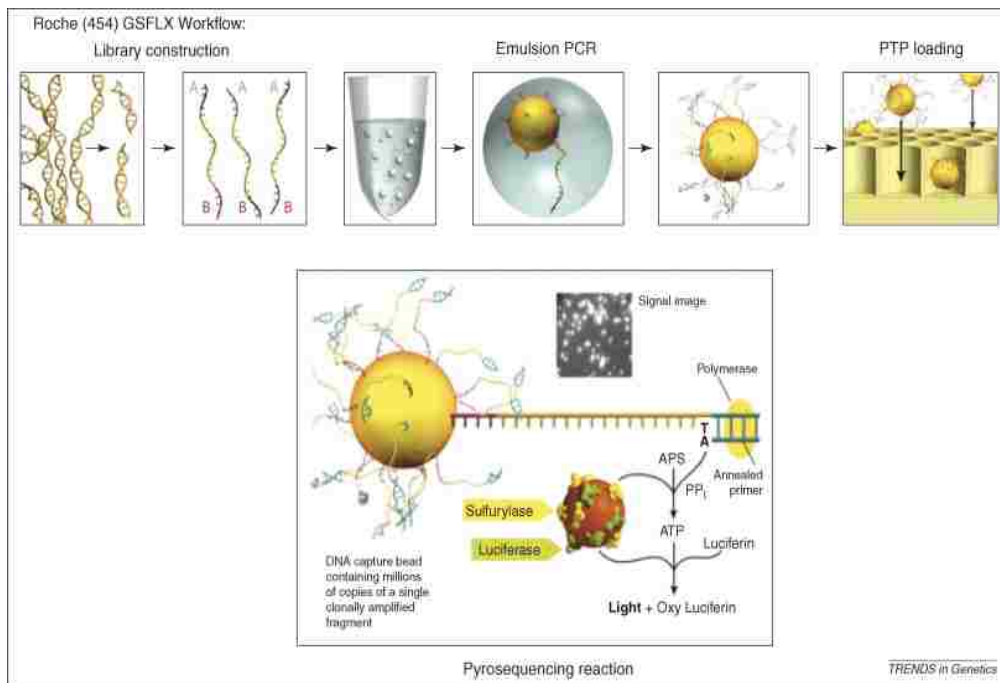 Roche (454) GSFLX Workflow:
Library construction
Emulsion PCR
PTP loading
A A A
B B B
Signal image
Polymerase
T
A
Annealed
primer
APS
PPi
Sulfurylase
ATP
Luciferin
Luciferase
DNA capture bead
containing millions
of copies of a single
clonally amplified
fragment
Light + Oxy Luciferin
Pyrosequencing reaction
TRENDS in Genetics